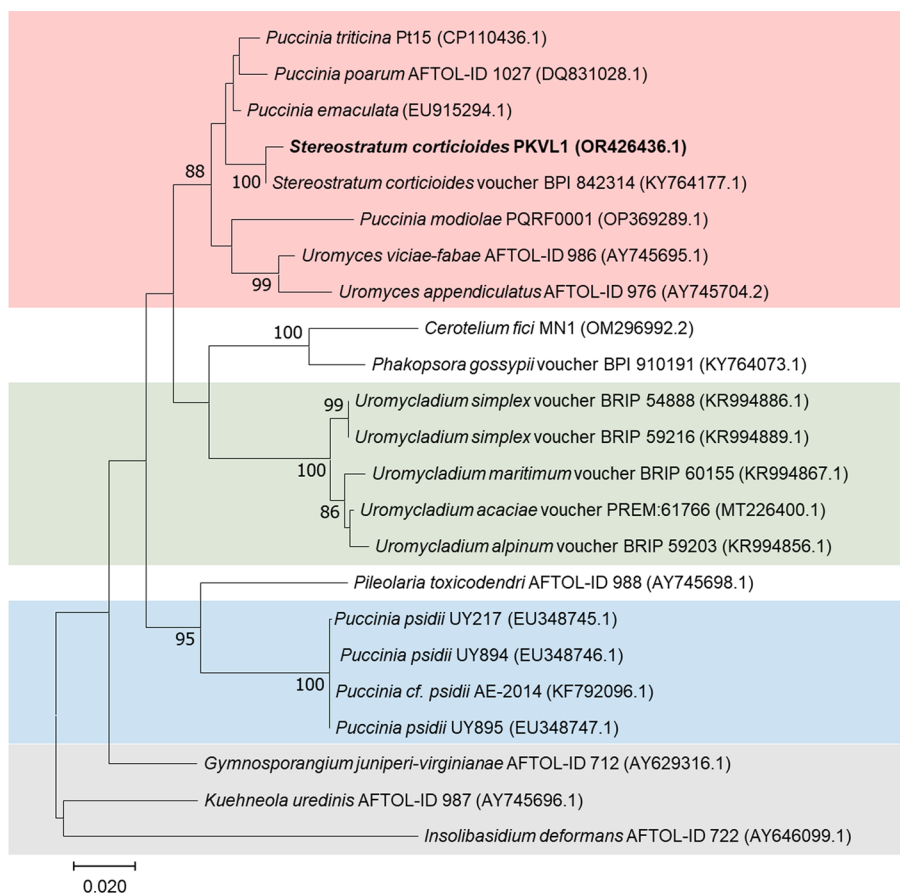 Puccinia triticina Pt15 (CP110436.1)
Puccinia poarum AFTOL-ID 1027 (DQ831028.1)
Puccinia emaculata (EU915294.1)
Stereostratum corticioides PKVL1 (OR426436.1)
88
100
Stereostratum corticioides voucher BPI 842314 (KY764177.1)
Puccinia modiolae PQRF0001 (OP369289.1)
Uromyces viciae-fabae AFTOL-ID 986 (AY745695.1)
99
Uromyces appendiculatus AFTOL-ID 976 (AY745704.2)
100
Cerotelium fici MN1 (OM296992.2)
Phakopsora gossypii voucher BPI 910191 (KY764073.1)
99
Uromycladium simplex voucher BRIP 54888 (KR994886.1)
Uromycladium simplex voucher BRIP 59216 (KR994889.1)
100
Uromycladium maritimum voucher BRIP 60155 (KR994867.1)
86
Uromycladium acaciae voucher PREM:61766 (MT226400.1)
Uromycladium alpinum voucher BRIP 59203 (KR994856.1)
Pileolaria toxicodendri AFTOL-ID 988 (AY745698.1)
Puccinia psidii UY217 (EU348745.1)
95
Puccinia psidii UY894 (EU348746.1)
100
Puccinia cf. psidii AE-2014 (KF792096.1)
Puccinia psidii UY895 (EU348747.1)
Gymnosporangium juniperi-virginianae AFTOL-ID 712 (AY629316.1)
Kuehneola uredinis AFTOL-ID 987 (AY745696.1)
Insolibasidium deformans AFTOL-ID 722 (AY646099.1)
0.020